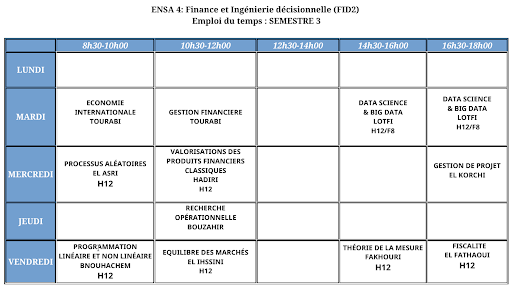 ENSA 4: Finance et Ingénierie décisionnelle (FID2)
Emploi du temps : SEMESTRE 3
8h30-10h00
10h30-12h00
12h30-14h00
14h30-16h00
16h30-18h00
LUNDI
MARDI
ECONOMIE
INTERNATIONALE
TOURABI
GESTION FINANCIERE
TOURABI
DATA SCIENCE
& BIG DATA
LOTFI
H12/F8
DATA SCIENCE
& BIG DATA
LOTFI
H12/F8
MERCREDI
PROCESSUS ALÉATOIRES
EL ASRI
H12
VALORISATIONS DES
PRODUITS FINANCIERS
CLASSIQUES
HADIRI
H12
GESTION DE PROJET
EL KORCHI
JEUDI
RECHERCHE
OPÉRATIONNELLE
BOUZAHIR
VENDREDI
PROGRAMMATION
LINÉAIRE ET NON LINÉAIRE
BNOUHACHEM
H12
EQUILIBRE DES MARCHÉS
EL IHSSINI
H12
THÉORIE DE LA MESURE
FAKHOURI
H12
FISCALITE
EL FATHAOUI
H12